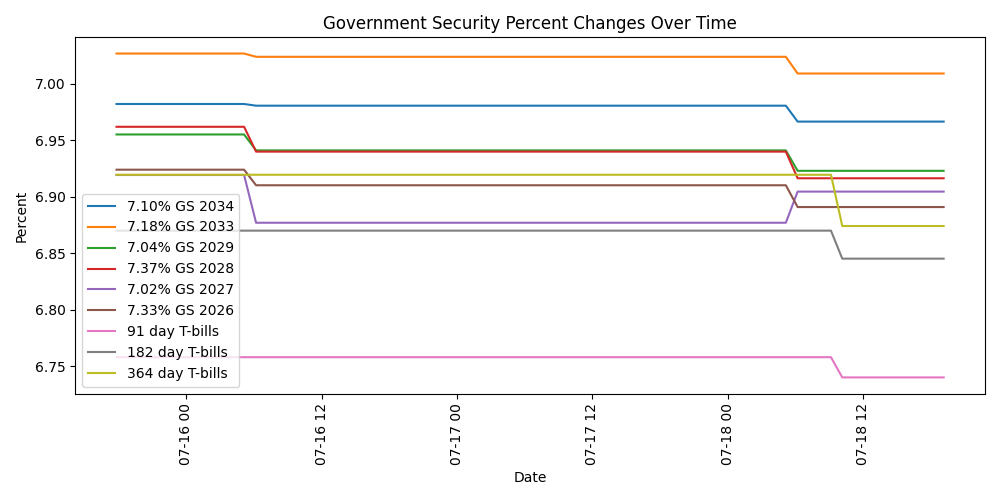 Government Security Percent Changes Over Time
Percent
7.00
6.95
6.90
6.85
6.80
6.75
7.10% GS 2034
7.18% GS 2033
7.04% GS 2029
7.37% GS 2028
7.02% GS 2027
7.33% GS 2026
91 day T-bills
182 day T-bills
364 day T-bills
07-16 00
07-16 12
07-17 00
07-17 12
07-18 00
07-18 12
Date